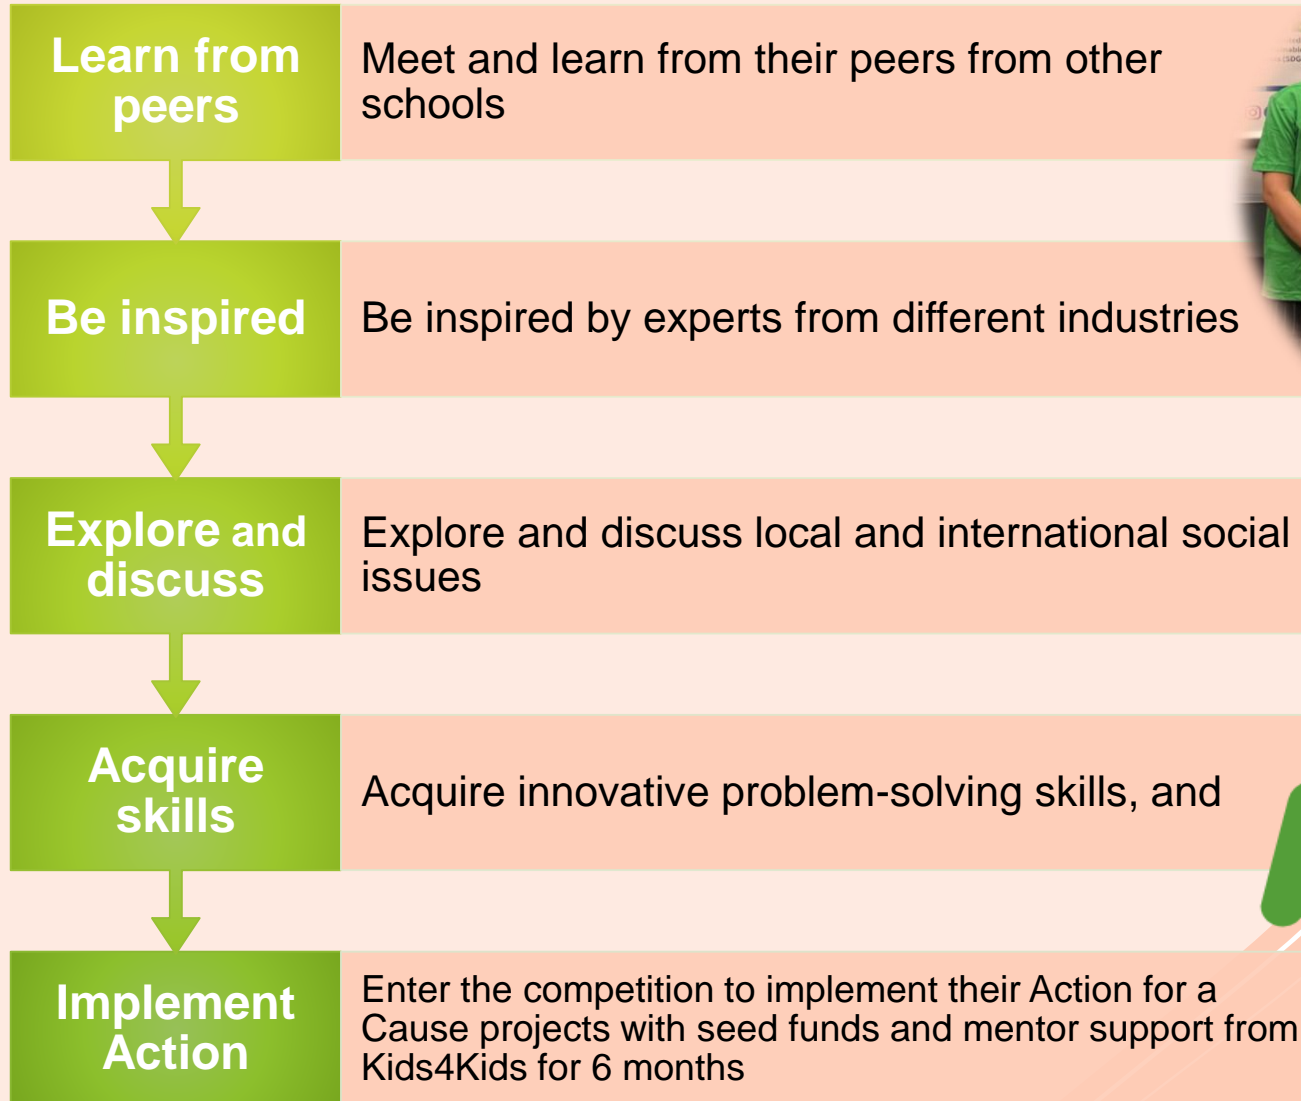 Learn from
peers
Meet and learn from their peers from other
schools
Be inspired
Be inspired by experts from different industries
Explore and
discuss
Explore and discuss local and international social
issues
Acquire
skills
Acquire innovative problem-solving skills, and
Implement
Action
Enter the competition to implement their Action for a
Cause projects with seed funds and mentor support from
Kids4Kids for 6 months